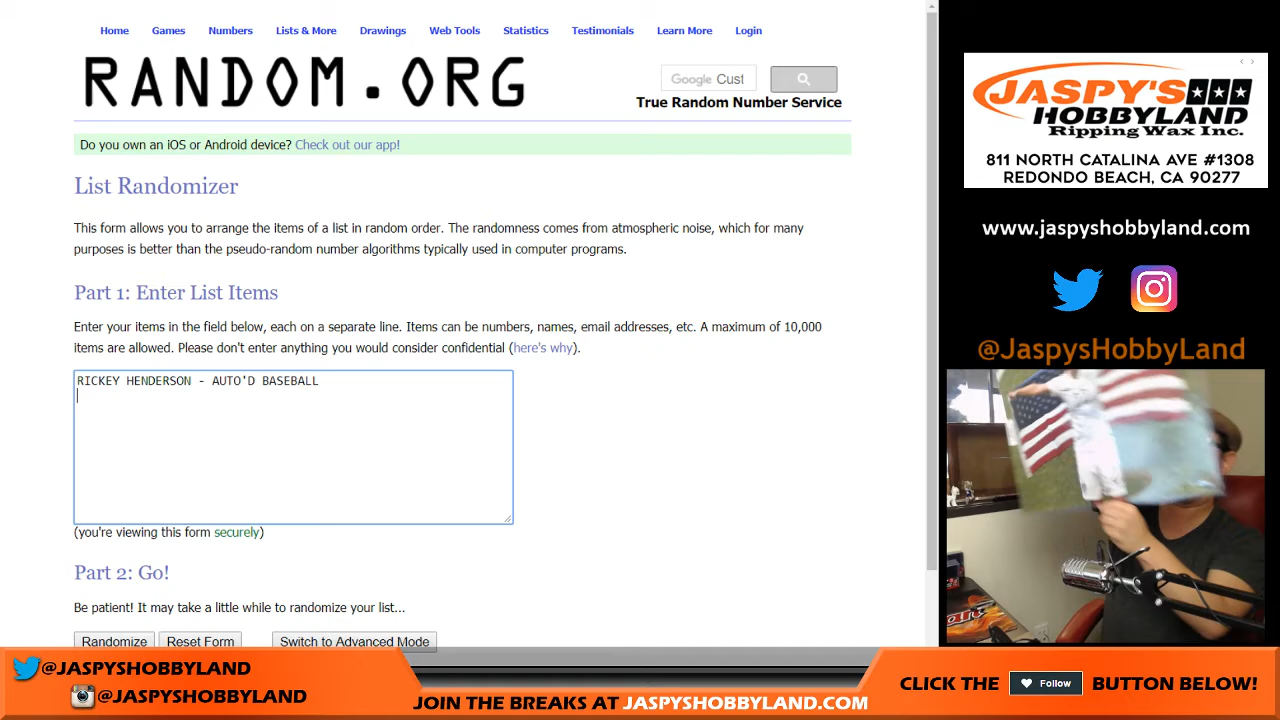 Home Games Numbers Lists & More Drawings Web Tools Statistics Testimonials Learn More Login
RANDOM.ORG
Google Cust
True Random Number Service
Do you own an iOS or Android device? Check out our app!
List Randomizer
This form allows you to arrange the items of a list in random order. The randomness comes from atmospheric noise, which for many
purposes is better than the pseudo-random number algorithms typically used in computer programs.
Part 1: Enter List Items
Enter your items in the field below, each on a separate line. Items can be numbers, names, email addresses, etc. A maximum of 10,000
items are allowed. Please don't enter anything you would consider confidential (here's why).
RICKEY HENDERSON - AUTO'D BASEBALL
(you're viewing this form securely)
Part 2: Go!
Be patient! It may take a little while to randomize your list...
Randomize Reset Form Switch to Advanced Mode
JASPY'S
HOBBYLAND
Ripping Wax Inc.
811 NORTH CATALINA AVE #1308
REDONDO BEACH, CA 90277
www.jaspyshobbyland.com
@JaspysHobbyLand
@JASPYSHOBBYLAND
@JASPYSHOBBYLAND
JOIN THE BREAKS AT JASPYSHOBBYLAND.COM
CLICK THE Follow BUTTON BELOW!